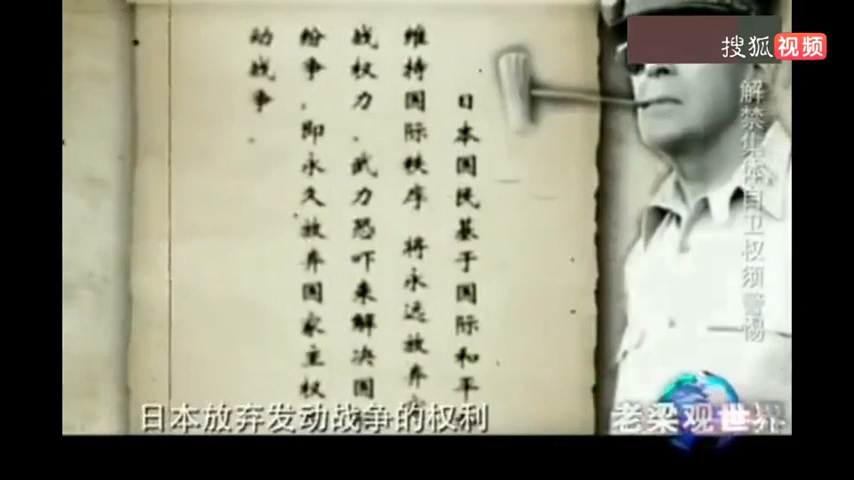 搜狐视频
解禁集体自卫权须警惕
日本国民基于国际和平
维持国际秩序 将永远放弃
战权力、武力恐吓来解决国
纷争，即永久放弃国家主权
动战争
日本放弃发动战争的权利
老梁观世界